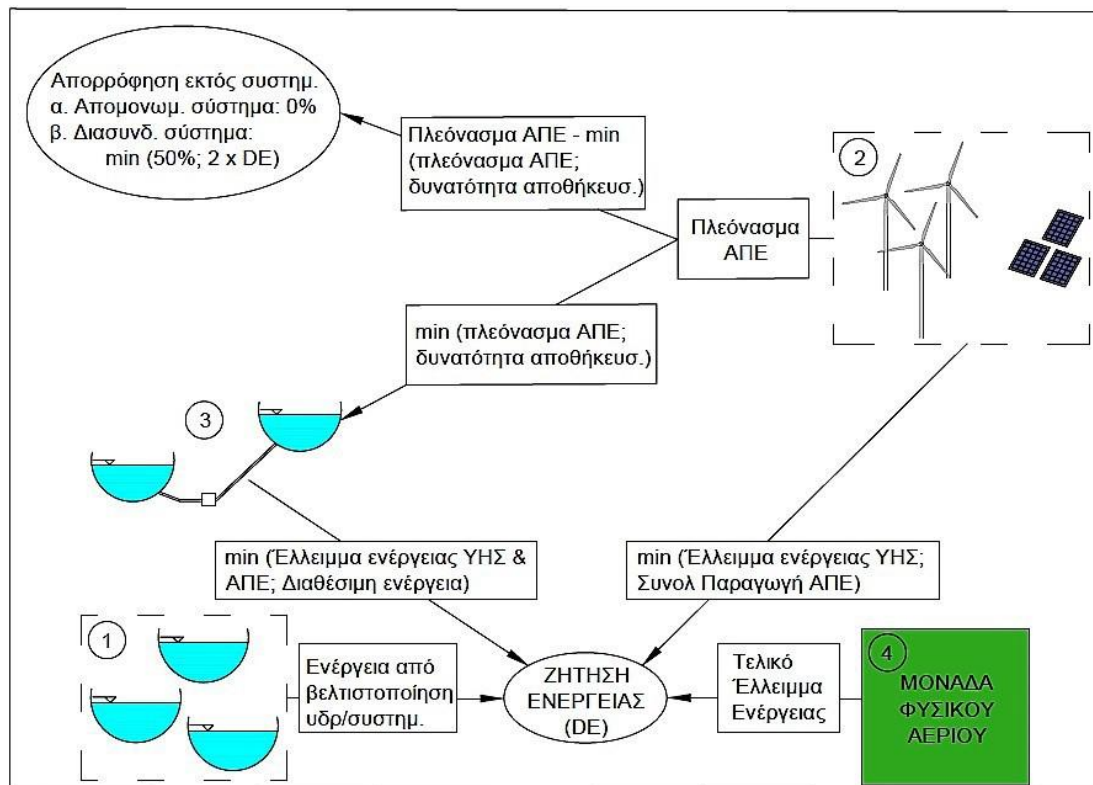 Απορρόφηση εκτός συστημ.
α. Απομονωμ. σύστημα: 0%
β. Διασυνδ. σύστημα:
min (50%; 2 x DE)
Πλεόνασμα ΑΠΕ - min
(πλεόνασμα ΑΠΕ;
δυνατότητα αποθήκευσ.)
2
Πλεόνασμα
ΑΠΕ
min (πλεόνασμα ΑΠΕ;
δυνατότητα αποθήκευσ.)
3
min (Έλλειμμα ενέργειας ΥΗΣ &
ΑΠΕ; Διαθέσιμη ενέργεια)
min (Έλλειμμα ενέργειας ΥΗΣ;
Συνολ Παραγωγή ΑΠΕ)
1
Ενέργεια από
βελτιστοποίηση
υδρ/συστημ.
ΖΗΤΗΣΗ
ΕΝΕΡΓΕΙΑΣ
(DE)
Τελικό
Έλλειμμα
Ενέργειας
4
ΜΟΝΑΔΑ
ΦΥΣΙΚΟΥ
ΑΕΡΙΟΥ